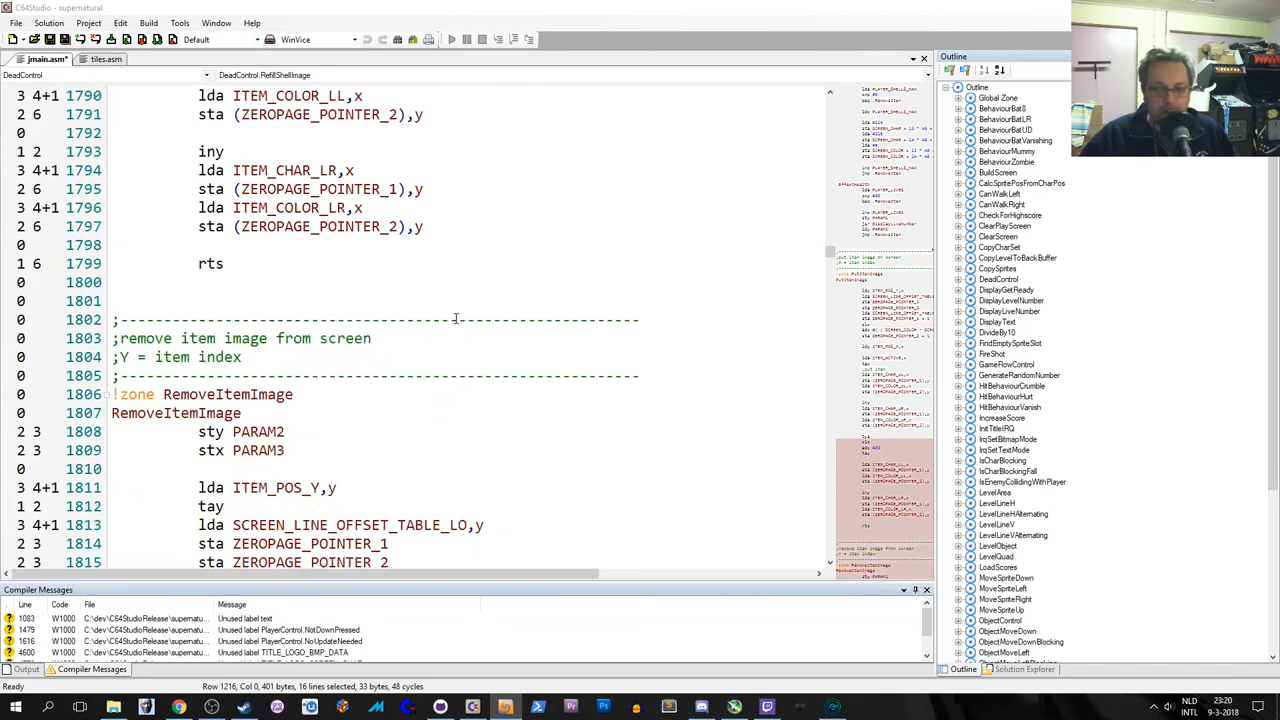 C64Studio - supernatural
File Solution Project Edit Build Tools Window Help
Default WinVice
jmain.asm* tiles.asm
DeadControl DeadControl.RefillShellImage
3 4+1 1790 lda ITEM_COLOR_LL,x
2 6 1791 sta (ZEROPAGE_POINTER_2),y
0 1792
1 2 1793 iny
3 4+1 1794 lda ITEM_CHAR_LR,x
2 6 1795 sta (ZEROPAGE_POINTER_1),y
3 4+1 1796 lda ITEM_COLOR_LR,x
2 6 1797 sta (ZEROPAGE_POINTER_2),y
0 1798
1 6 1799 rts
0 1800
0 1801
0 1802 ;------------------------------------------------------------
0 1803 ;remove item image from screen
0 1804 ;Y = item index
0 1805 ;------------------------------------------------------------
0 1806 !zone RemoveItemImage
0 1807 RemoveItemImage
2 3 1808 sty PARAM2
2 3 1809 stx PARAM3
0 1810
3 4+1 1811 lda ITEM_POS_Y,y
1 2 1812 tay
3 4+1 1813 lda SCREEN_LINE_OFFSET_TABLE_LO,y
2 3 1814 sta ZEROPAGE_POINTER_1
2 3 1815 sta ZEROPAGE_POINTER_2
Compiler Messages
. Line Code File Message
1083 W1000 C:\dev\C64StudioRelease\supernatu... Unused label text
1479 W1000 C:\dev\C64StudioRelease\supernatu... Unused label PlayerControl.NotDownPressed
1616 W1000 C:\dev\C64StudioRelease\supernatu... Unused label PlayerControl.NoUpdateNeeded
4600 W1000 C:\dev\C64StudioRelease\supernatu... Unused label TITLE_LOGO_BMP_DATA
Output Compiler Messages
Ready Row 1216, Col 0, 401 bytes, 16 lines selected, 33 bytes, 48 cycles
Outline
Outline
Global Zone
BehaviourBat8
BehaviourBatLR
BehaviourBatUD
BehaviourBatVanishing
BehaviourMummy
BehaviourZombie
BuildScreen
CalcSpritePosFromCharPos
CanWalkLeft
CanWalkRight
CheckForHighscore
ClearPlayScreen
ClearScreen
CopyCharSet
CopyLevelToBackBuffer
CopySprites
DeadControl
DisplayGetReady
DisplayLevelNumber
DisplayLiveNumber
DisplayText
DivideBy10
FindEmptySpriteSlot
FireShot
GameFlowControl
GenerateRandomNumber
HitBehaviourCrumble
HitBehaviourHurt
HitBehaviourVanish
IncreaseScore
InitTitleIRQ
IrqSetBitmapMode
IrqSetTextMode
IsCharBlocking
IsCharBlockingFall
IsEnemyCollidingWithPlayer
LevelArea
LevelLineH
LevelLineHAlternating
LevelLineV
LevelLineVAlternating
LevelObject
LevelQuad
LoadScores
MoveSpriteDown
MoveSpriteLeft
MoveSpriteRight
MoveSpriteUp
ObjectControl
ObjectMoveDown
ObjectMoveDownBlocking
ObjectMoveLeft
Outline Solution Explorer
NLD
INTL
23:20
9-3-2018